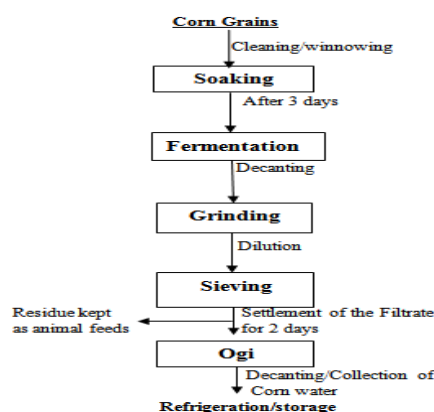 Corn Grains
Cleaning/winnowing
Soaking
After 3 days
Fermentation
Decanting
Grinding
Dilution
Sieving
Residue kept
as animal feeds
Settlement of the Filtrate
for 2 days
Ogi
Decanting/Collection of
Corn water
Refrigeration/storage